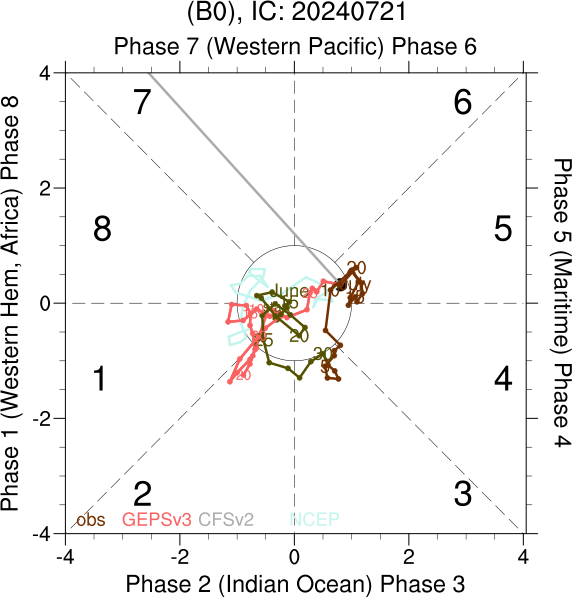 (B0), IC: 20240721
Phase 7 (Western Pacific) Phase 6
Phase 1 (Western Hem, Africa) Phase 8
Phase 5 (Maritime) Phase 4
4
2
0
-2
-4
7
6
8
5
1
4
2
3
June
20
25
30
20
20
obs GEPSv3 CFSv2 NCEP
-4 -2 0 2 4
Phase 2 (Indian Ocean) Phase 3